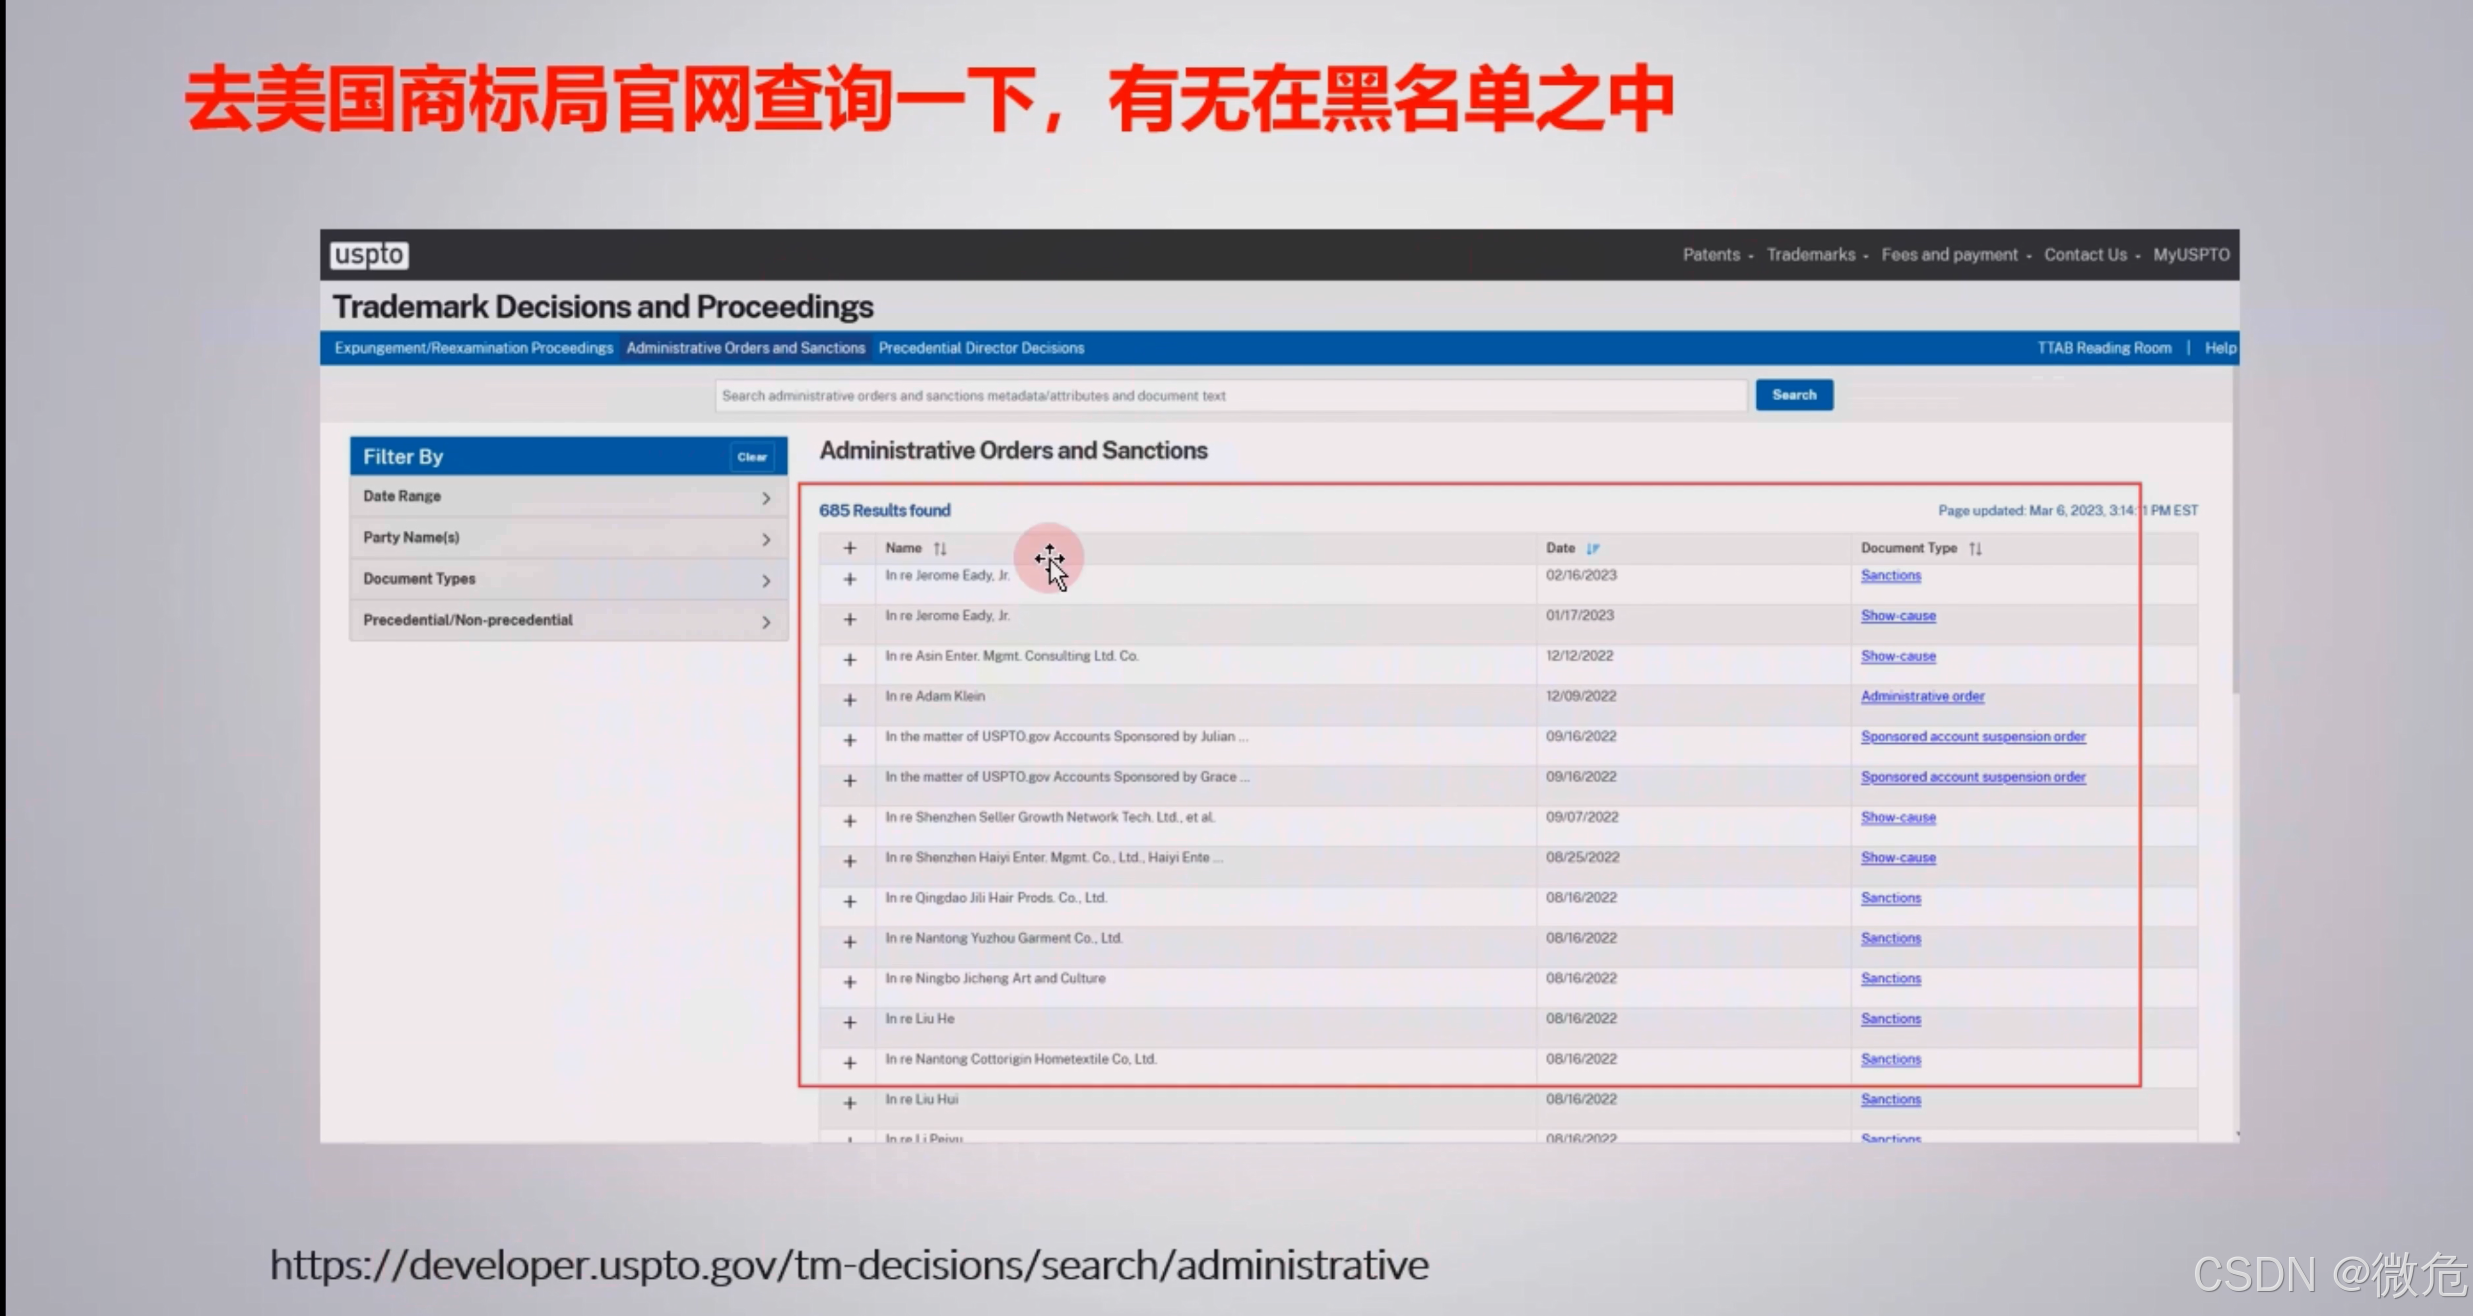 去美国商标局官网查询一下，有无在黑名单之中
uspto
Patents
Trademarks
Fees and payment
Contact Us
MyUSPTO
Trademark Decisions and Proceedings
Expungement/Reexamination Proceedings
Administrative Orders and Sanctions
Precedential Director Decisions
TTAB Reading Room | Help
Search administrative orders and sanctions metadata/attributes and document text
Search
Filter By
Clear
Date Range
Party Name(s)
Document Types
Precedential/Non-precedential
Administrative Orders and Sanctions
685 Results found
Page updated: Mar 6, 2023, 3:14: 1 PM EST
+ Name Date Document Type
+ In re Jerome Eady, Jr. 02/16/2023 Sanctions
+ In re Jerome Eady, Jr. 01/17/2023 Show-cause
+ In re Asin Enter. Mgmt. Consulting Ltd. Co. 12/12/2022 Show-cause
+ In re Adam Klein 12/09/2022 Administrative order
+ In the matter of USPTO.gov Accounts Sponsored by Julian ... 09/16/2022 Sponsored account suspension order
+ In the matter of USPTO.gov Accounts Sponsored by Grace ... 09/16/2022 Sponsored account suspension order
+ In re Shenzhen Seller Growth Network Tech. Ltd., et al. 09/07/2022 Show-cause
+ In re Shenzhen Haiyi Enter. Mgmt. Co., Ltd., Haiyi Ente ... 08/25/2022 Show-cause
+ In re Qingdao Jili Hair Prods. Co., Ltd. 08/16/2022 Sanctions
+ In re Nantong Yuzhou Garment Co., Ltd. 08/16/2022 Sanctions
+ In re Ningbo Jicheng Art and Culture 08/16/2022 Sanctions
+ In re Liu He 08/16/2022 Sanctions
+ In re Nantong Cottorigin Hometextile Co, Ltd. 08/16/2022 Sanctions
+ In re Liu Hui 08/16/2022 Sanctions
In re Li Peiyu 08/16/2022 Sanctions
https://developer.uspto.gov/tm-decisions/search/administrative
CSDN @微危